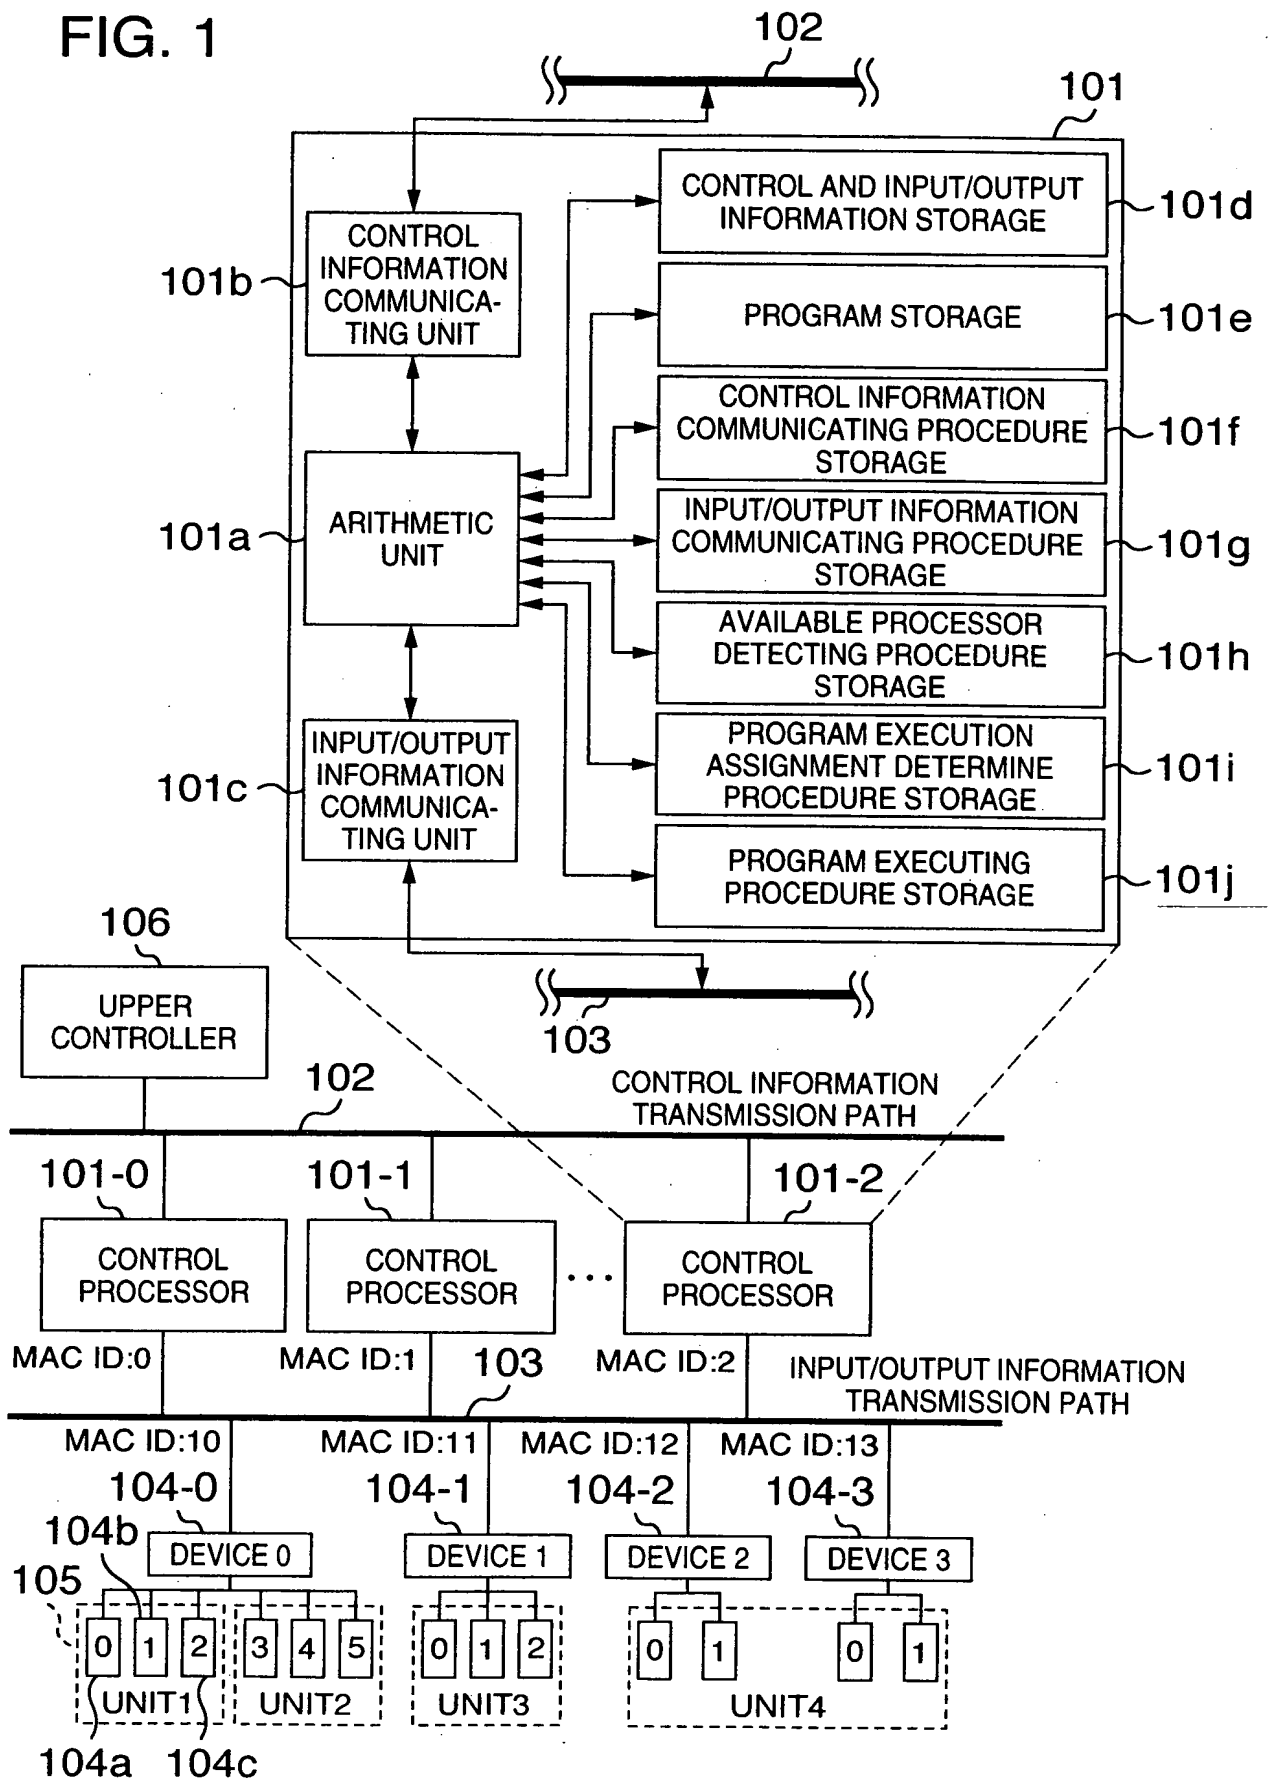 FIG. 1
102
101
CONTROL AND INPUT/OUTPUT
INFORMATION STORAGE
101d
CONTROL
INFORMATION
COMMUNICA-
TING UNIT
101b
PROGRAM STORAGE
101e
CONTROL INFORMATION
COMMUNICATING PROCEDURE
STORAGE
101f
ARITHMETIC
UNIT
101a
INPUT/OUTPUT INFORMATION
COMMUNICATING PROCEDURE
STORAGE
101g
AVAILABLE PROCESSOR
DETECTING PROCEDURE
STORAGE
101h
INPUT/OUTPUT
INFORMATION
COMMUNICA-
TING UNIT
101c
PROGRAM EXECUTION
ASSIGNMENT DETERMINE
PROCEDURE STORAGE
101i
PROGRAM EXECUTING
PROCEDURE STORAGE
101j
106
UPPER
CONTROLLER
103
102
CONTROL INFORMATION
TRANSMISSION PATH
101-0
101-1
101-2
CONTROL
PROCESSOR
CONTROL
PROCESSOR
...
CONTROL
PROCESSOR
MAC ID:0
MAC ID:1
103
MAC ID:2
INPUT/OUTPUT INFORMATION
TRANSMISSION PATH
MAC ID:10
MAC ID:11
MAC ID:12
MAC ID:13
104-0
104-1
104-2
104-3
104b
DEVICE 0
DEVICE 1
DEVICE 2
DEVICE 3
105
0 1 2
3 4 5
0 1 2
0 1
0 1
UNIT1
UNIT2
UNIT3
UNIT4
104a
104c